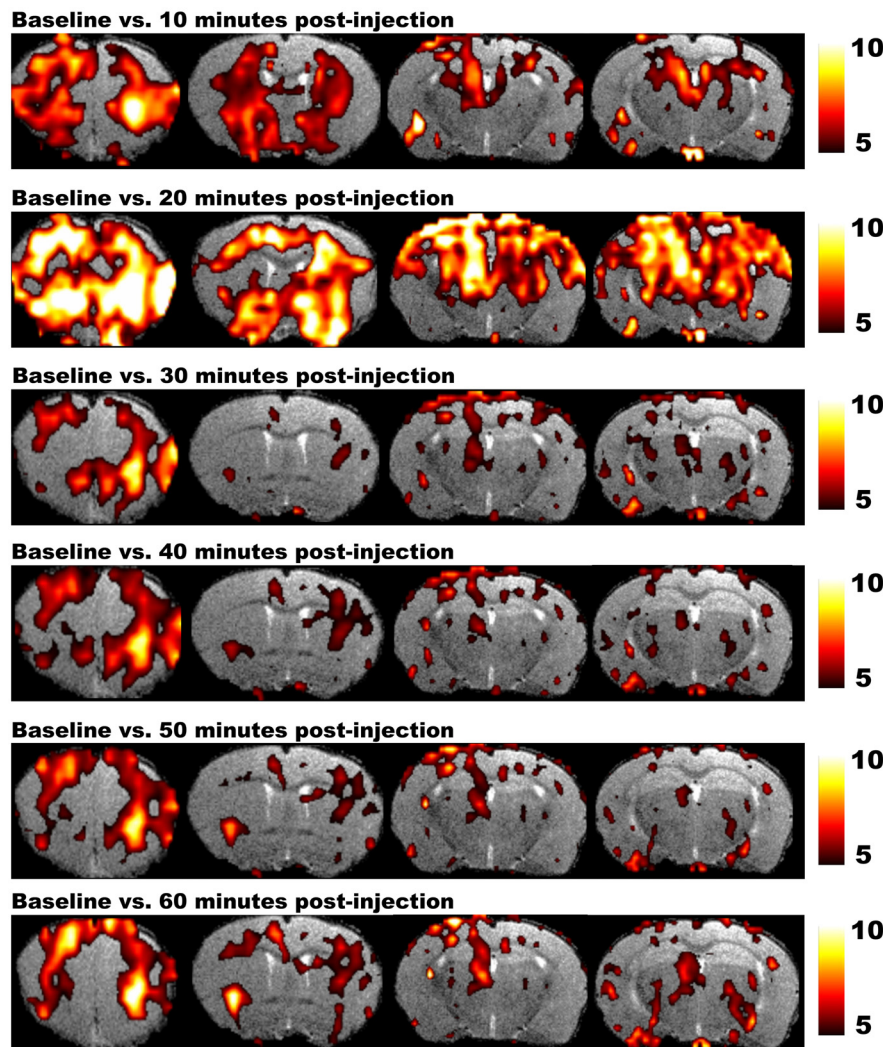 Baseline vs. 10 minutes post-injection
10
5
Baseline vs. 20 minutes post-injection
10
5
Baseline vs. 30 minutes post-injection
10
5
Baseline vs. 40 minutes post-injection
10
5
Baseline vs. 50 minutes post-injection
10
5
Baseline vs. 60 minutes post-injection
10
5